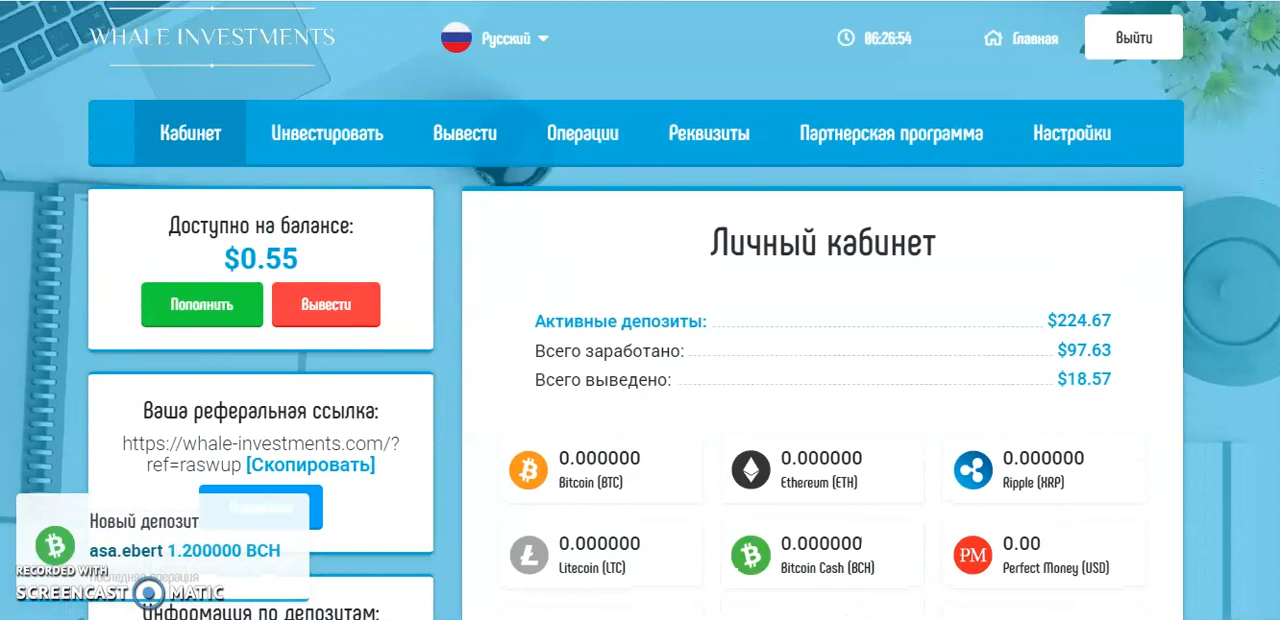 WHALE INVESTMENTS
Русский
06:26:54
Главная
Выйти
Кабинет
Инвестировать
Вывести
Операции
Реквизиты
Партнерская программа
Настройки
Доступно на балансе:
$0.55
Пополнить
Вывести
Ваша реферальная ссылка:
https://whale-investments.com/?
ref=raswup [Скопировать]
Новый депозит
asa.ebert 1.200000 BCH
последняя операция
RECORDED WITH
SCREENCAST MATIC
Информация по депозитам:
Личный кабинет
Активные депозиты: $224.67
Всего заработано: $97.63
Всего выведено: $18.57
0.000000
Bitcoin (BTC)
0.000000
Ethereum (ETH)
0.000000
Ripple (XRP)
0.000000
Litecoin (LTC)
0.000000
Bitcoin Cash (BCH)
PM
0.00
Perfect Money (USD)